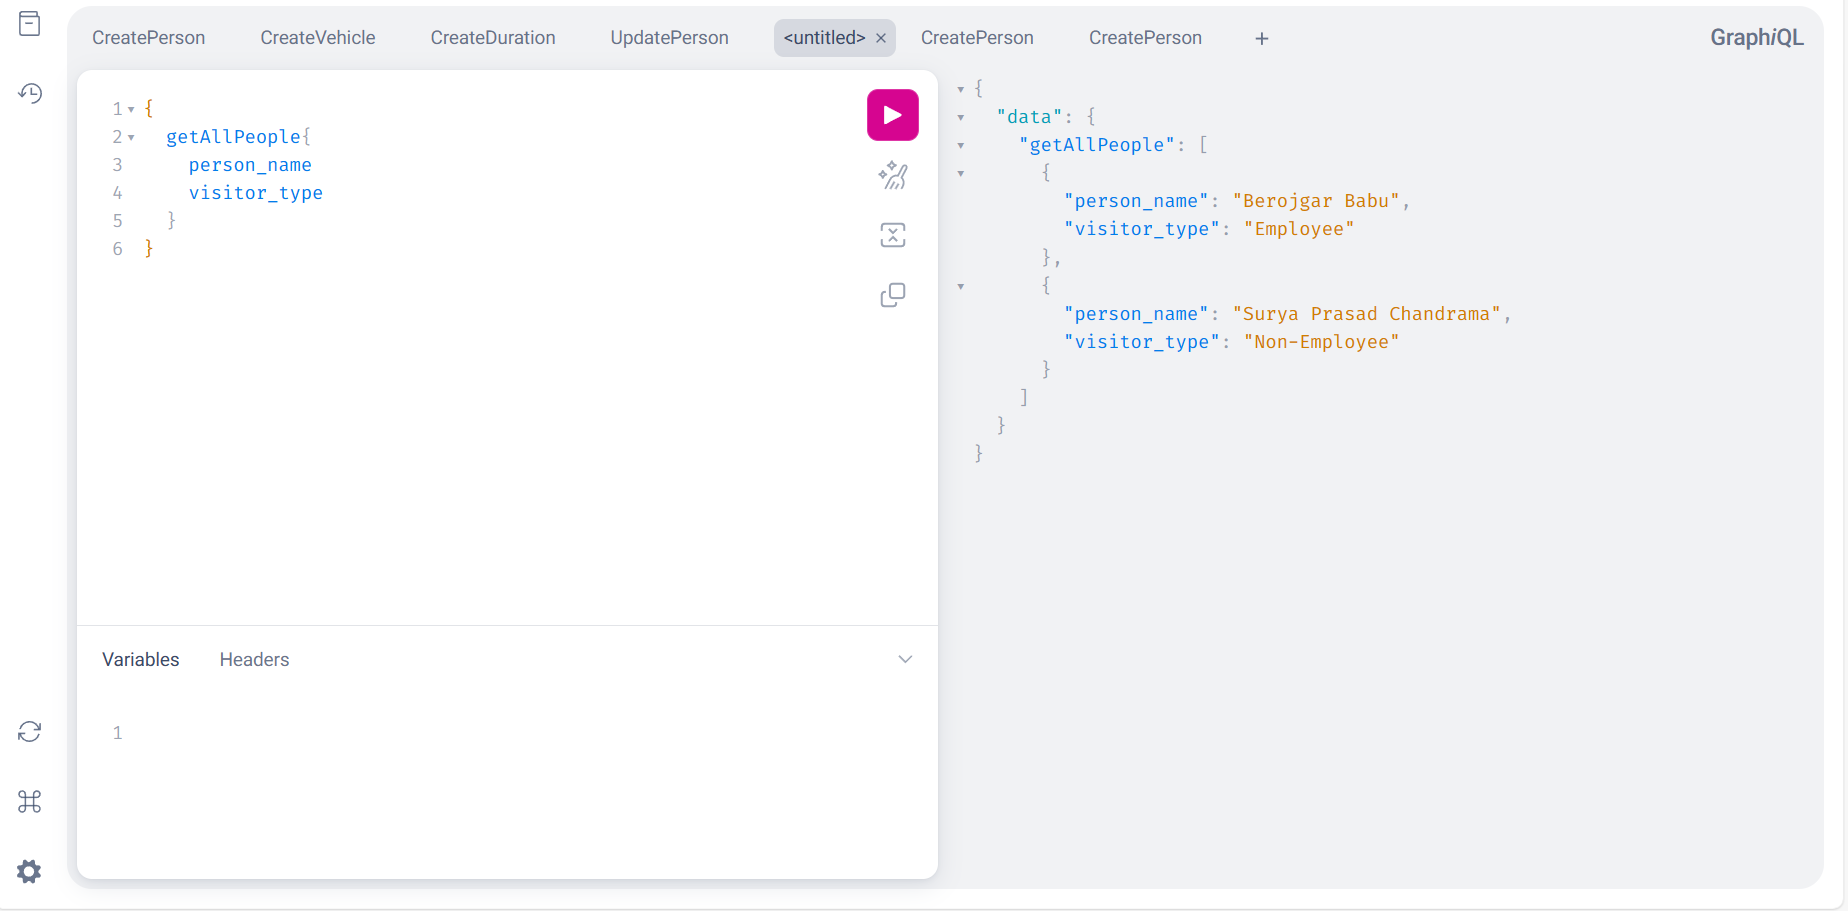 CreatePerson CreateVehicle CreateDuration UpdatePerson <untitled> CreatePerson CreatePerson + GraphiQL
1 {
2 getAllPeople{
3 person_name
4 visitor_type
5 }
6 }
Variables Headers
1
{
"data": {
"getAllPeople": [
{
"person_name": "Berojgar Babu",
"visitor_type": "Employee"
},
{
"person_name": "Surya Prasad Chandrama",
"visitor_type": "Non-Employee"
}
]
}
}